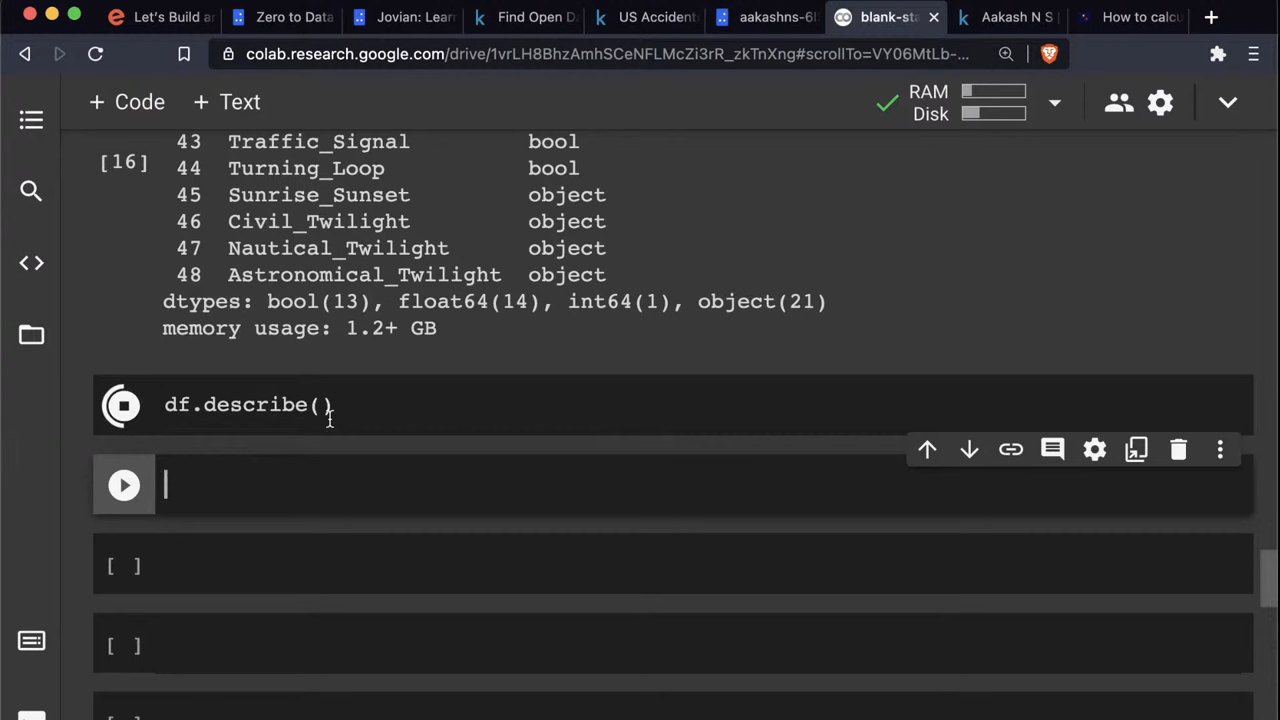 Let's Build ar
Zero to Data
Jovian: Learn
Find Open D
US Accident
aakashns-6l
blank-sta
Aakash N S
How to calcu
colab.research.google.com/drive/1vrLH8BhzAmhSCeNFLMcZi3rR_zkTnXng#scrollTo=VY06MtLb-...
+ Code + Text
RAM
Disk
43 Traffic_Signal bool
[16]
44 Turning_Loop bool
45 Sunrise_Sunset object
46 Civil_Twilight object
47 Nautical_Twilight object
48 Astronomical_Twilight object
dtypes: bool(13), float64(14), int64(1), object(21)
memory usage: 1.2+ GB
df.describe()
[ ]
[ ]